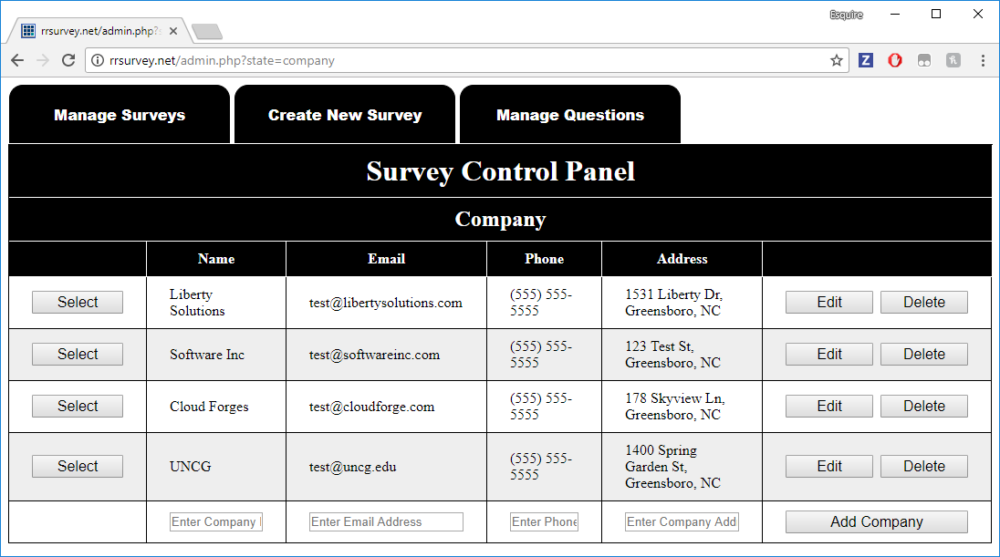 Esquire
rrsurvey.net/admin.php?s
rrsurvey.net/admin.php?state=company
Manage Surveys Create New Survey Manage Questions
Survey Control Panel
Company
Name Email Phone Address
Select Liberty Solutions test@libertysolutions.com (555) 555-5555 1531 Liberty Dr, Greensboro, NC Edit Delete
Select Software Inc test@softwareinc.com (555) 555-5555 123 Test St, Greensboro, NC Edit Delete
Select Cloud Forges test@cloudforge.com (555) 555-5555 178 Skyview Ln, Greensboro, NC Edit Delete
Select UNCG test@uncg.edu (555) 555-5555 1400 Spring Garden St, Greensboro, NC Edit Delete
Enter Company Enter Email Address Enter Phone Enter Company Add Add Company